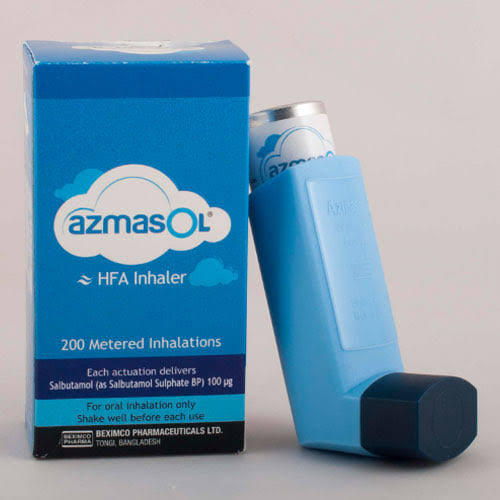 azmasOL®
HFA Inhaler
200 Metered Inhalations
Each actuation delivers
Salbutamol (as Salbutamol Sulphate BP) 100 µg
For oral inhalation only
Shake well before each use
BEXIMCO
PHARMA
BEXIMCO PHARMACEUTICALS LTD.
TONGI, BANGLADESH
azmasOL